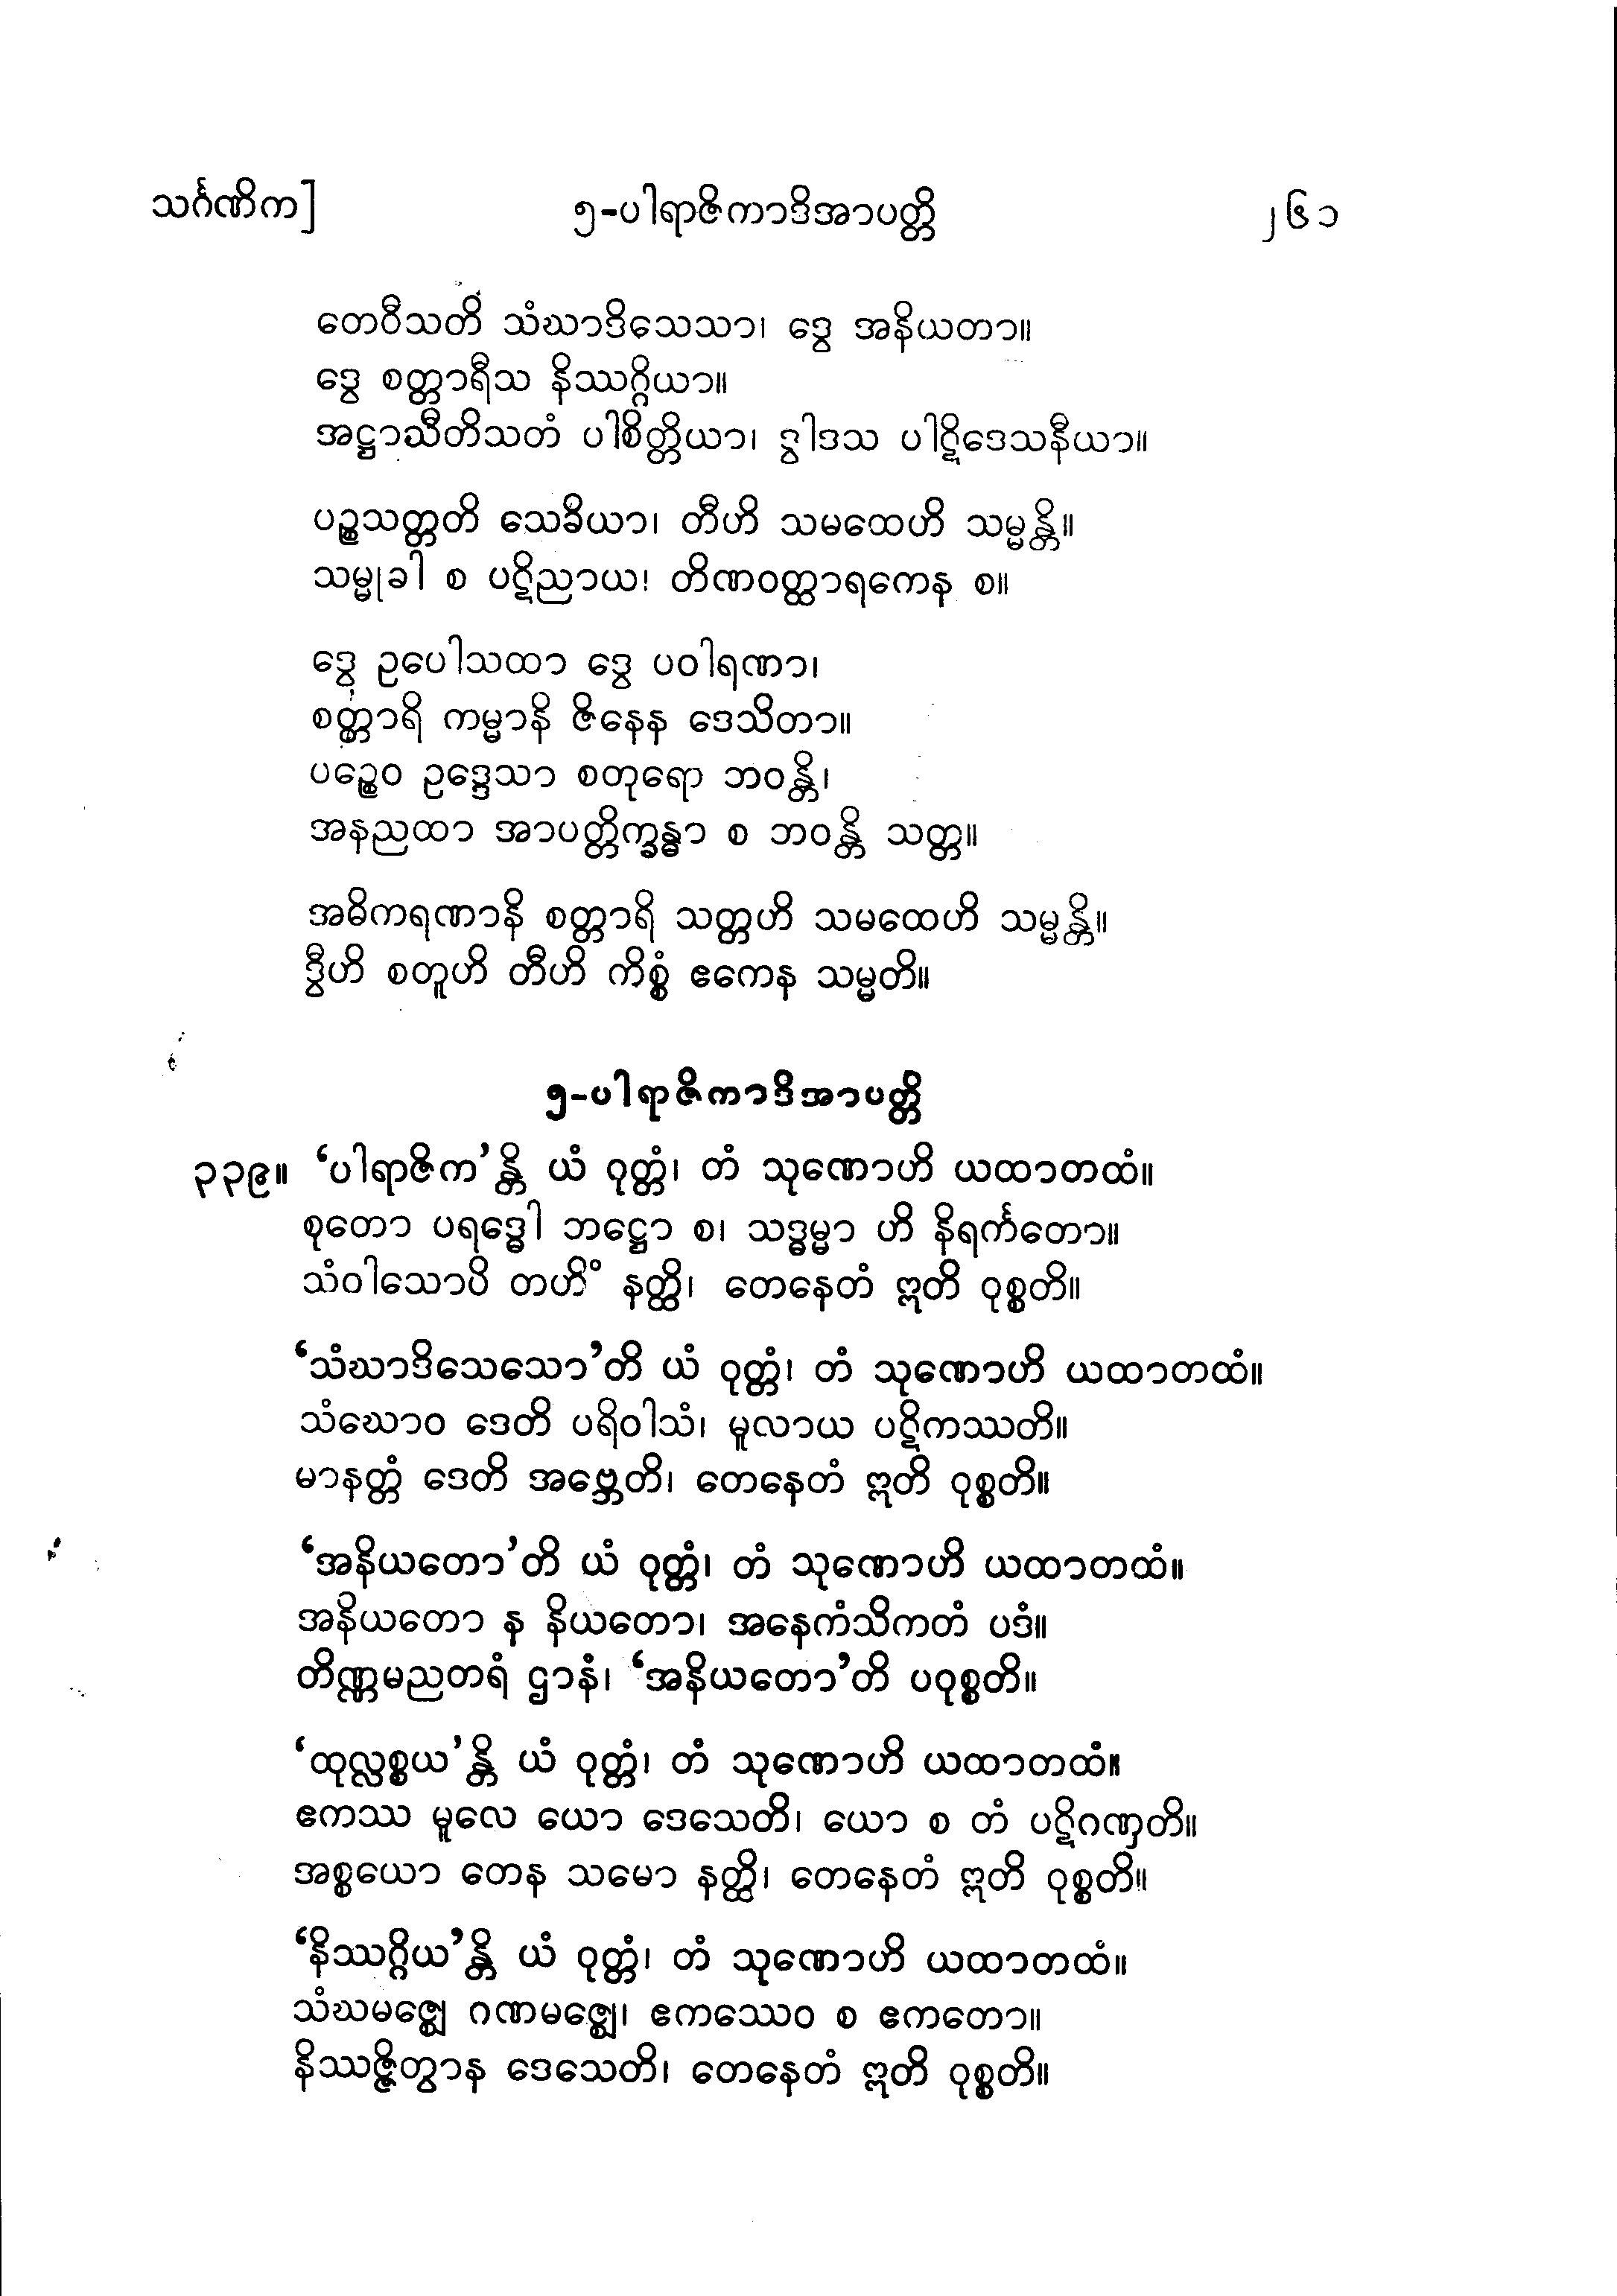 သင်္ဂဏိက]
၅-ပါရာဇိကာဒိအာပတ္တိ
၂၆၁
တေဝီသတိ သံဃာဒိသေသာ၊ ဒွေ အနိယတာ။
ဒွေ စတ္တာရီသ နိဿဂ္ဂိယာ။
အဋ္ဌာသီတိသတံ ပါစိတ္တိယာ၊ ဒွါဒသ ပါဋိဒေသနီယာ။
ပဉ္စသတ္တတိ သေခိယာ၊ တီဟိ သမထေဟိ သမ္မန္တိ။
သမ္မုခါ စ ပဋိညာယ၊ တိဏဝတ္ထာရကေန စ။
ဒွေ ဥပေါသထာ ဒွေ ပဝါရဏာ၊
စတ္တာရိ ကမ္မာနိ ဇိနေန ဒေသိတာ။
ပဉ္စေဝ ဥဒ္ဒေသာ စတုရော ဘဝန္တိ၊
အနညထာ အာပတ္တိက္ခန္ဓာ စ ဘဝန္တိ သတ္တ။
အဓိကရဏာနိ စတ္တာရိ သတ္တဟိ သမထေဟိ သမ္မန္တိ။
ဒွီဟိ စတူဟိ တီဟိ ကိစ္စံ ဧကေန သမ္မတိ။
၅-ပါရာဇိကာဒိအာပတ္တိ
၃၃၉။ ‘ပါရာဇိက’န္တိ ယံ ဝုတ္တံ၊ တံ သုဏောဟိ ယထာတထံ။
စုတော ပရဒ္ဓေါ ဘဋ္ဌော စ၊ သဒ္ဓမ္မာ ဟိ နိရင်္ကတော။
သံဝါသောပိ တဟိံ နတ္ထိ၊ တေနေတံ ဣတိ ဝုစ္စတိ။
‘သံဃာဒိသေသော’တိ ယံ ဝုတ္တံ၊ တံ သုဏောဟိ ယထာတထံ။
သံဃောဝ ဒေတိ ပရိဝါသံ၊ မူလာယ ပဋိကဿတိ။
မာနတ္တံ ဒေတိ အဗ္ဘေတိ၊ တေနေတံ ဣတိ ဝုစ္စတိ။
‘အနိယတော’တိ ယံ ဝုတ္တံ၊ တံ သုဏောဟိ ယထာတထံ။
အနိယတော န နိယတော၊ အနေကံသိကတံ ပဒံ။
တိဏ္ဏမညတရံ ဌာနံ၊ ‘အနိယတော’တိ ပဝုစ္စတိ။
‘ထုလ္လစ္စယ’န္တိ ယံ ဝုတ္တံ၊ တံ သုဏောဟိ ယထာတထံ။
ဧကဿ မူလေ ယော ဒေသေတိ၊ ယော စ တံ ပဋိဂဏှတိ။
အစ္စယော တေန သမော နတ္ထိ၊ တေနေတံ ဣတိ ဝုစ္စတိ။
‘နိဿဂ္ဂိယ’န္တိ ယံ ဝုတ္တံ၊ တံ သုဏောဟိ ယထာတထံ။
သံဃမဇ္ဈေ ဂဏမဇ္ဈေ၊ ဧကဿေဝ စ ဧကတော။
နိဿဇ္ဇိတွာန ဒေသေတိ၊ တေနေတံ ဣတိ ဝုစ္စတိ။